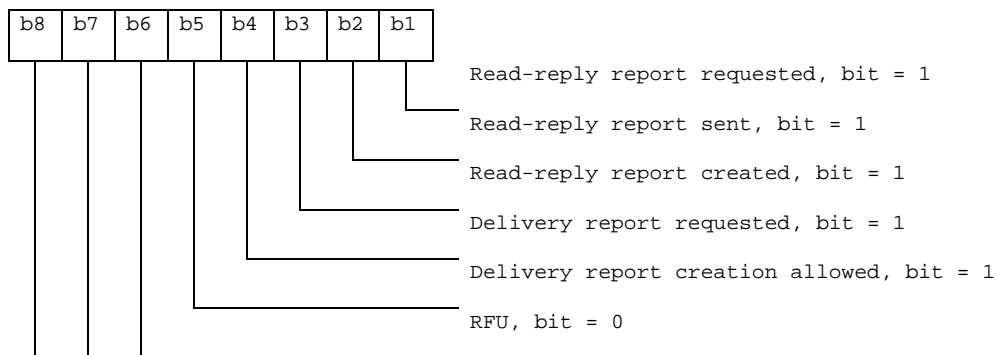 b8 b7 b6 b5 b4 b3 b2 b1
Read-reply report requested, bit = 1
Read-reply report sent, bit = 1
Read-reply report created, bit = 1
Delivery report requested, bit = 1
Delivery report creation allowed, bit = 1
RFU, bit = 0